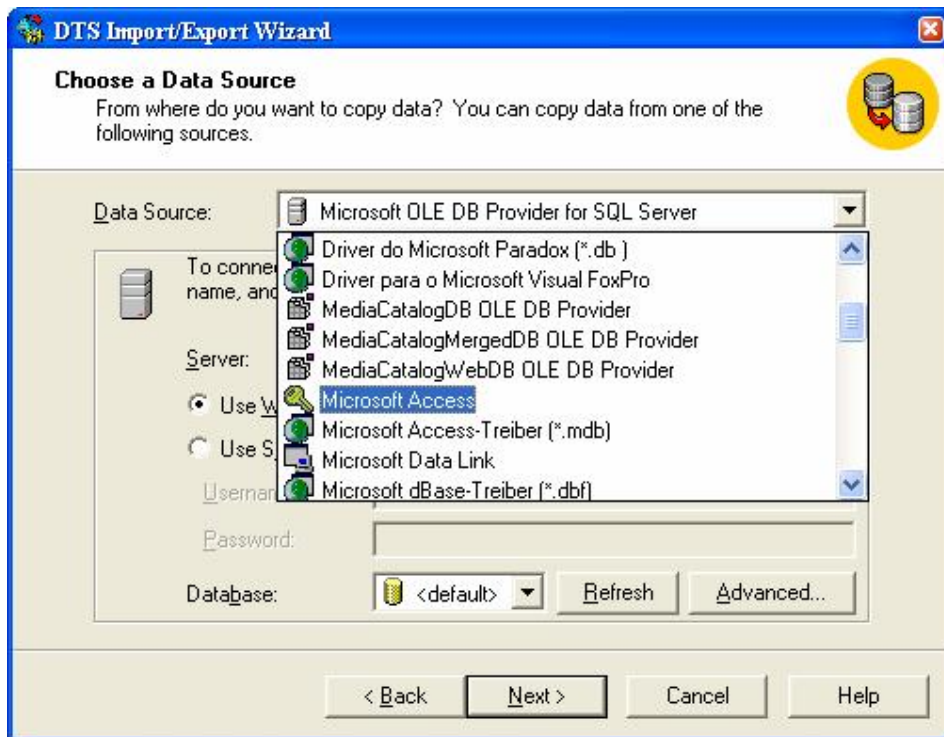 DTS Import/Export Wizard
Choose a Data Source
From where do you want to copy data? You can copy data from one of the
following sources.
Data Source:
Microsoft OLE DB Provider for SQL Server
Driver do Microsoft Paradox (*.db )
Driver para o Microsoft Visual FoxPro
MediaCatalogDB OLE DB Provider
MediaCatalogMergedDB OLE DB Provider
MediaCatalogWebDB OLE DB Provider
Microsoft Access
Microsoft Access-Treiber (*.mdb)
Microsoft Data Link
Microsoft dBase-Treiber (*.dbf)
To conne
name, and
Server:
Use W
Use S
Usernam
Password:
Database:
<default>
Refresh
Advanced...
< Back
Next >
Cancel
Help